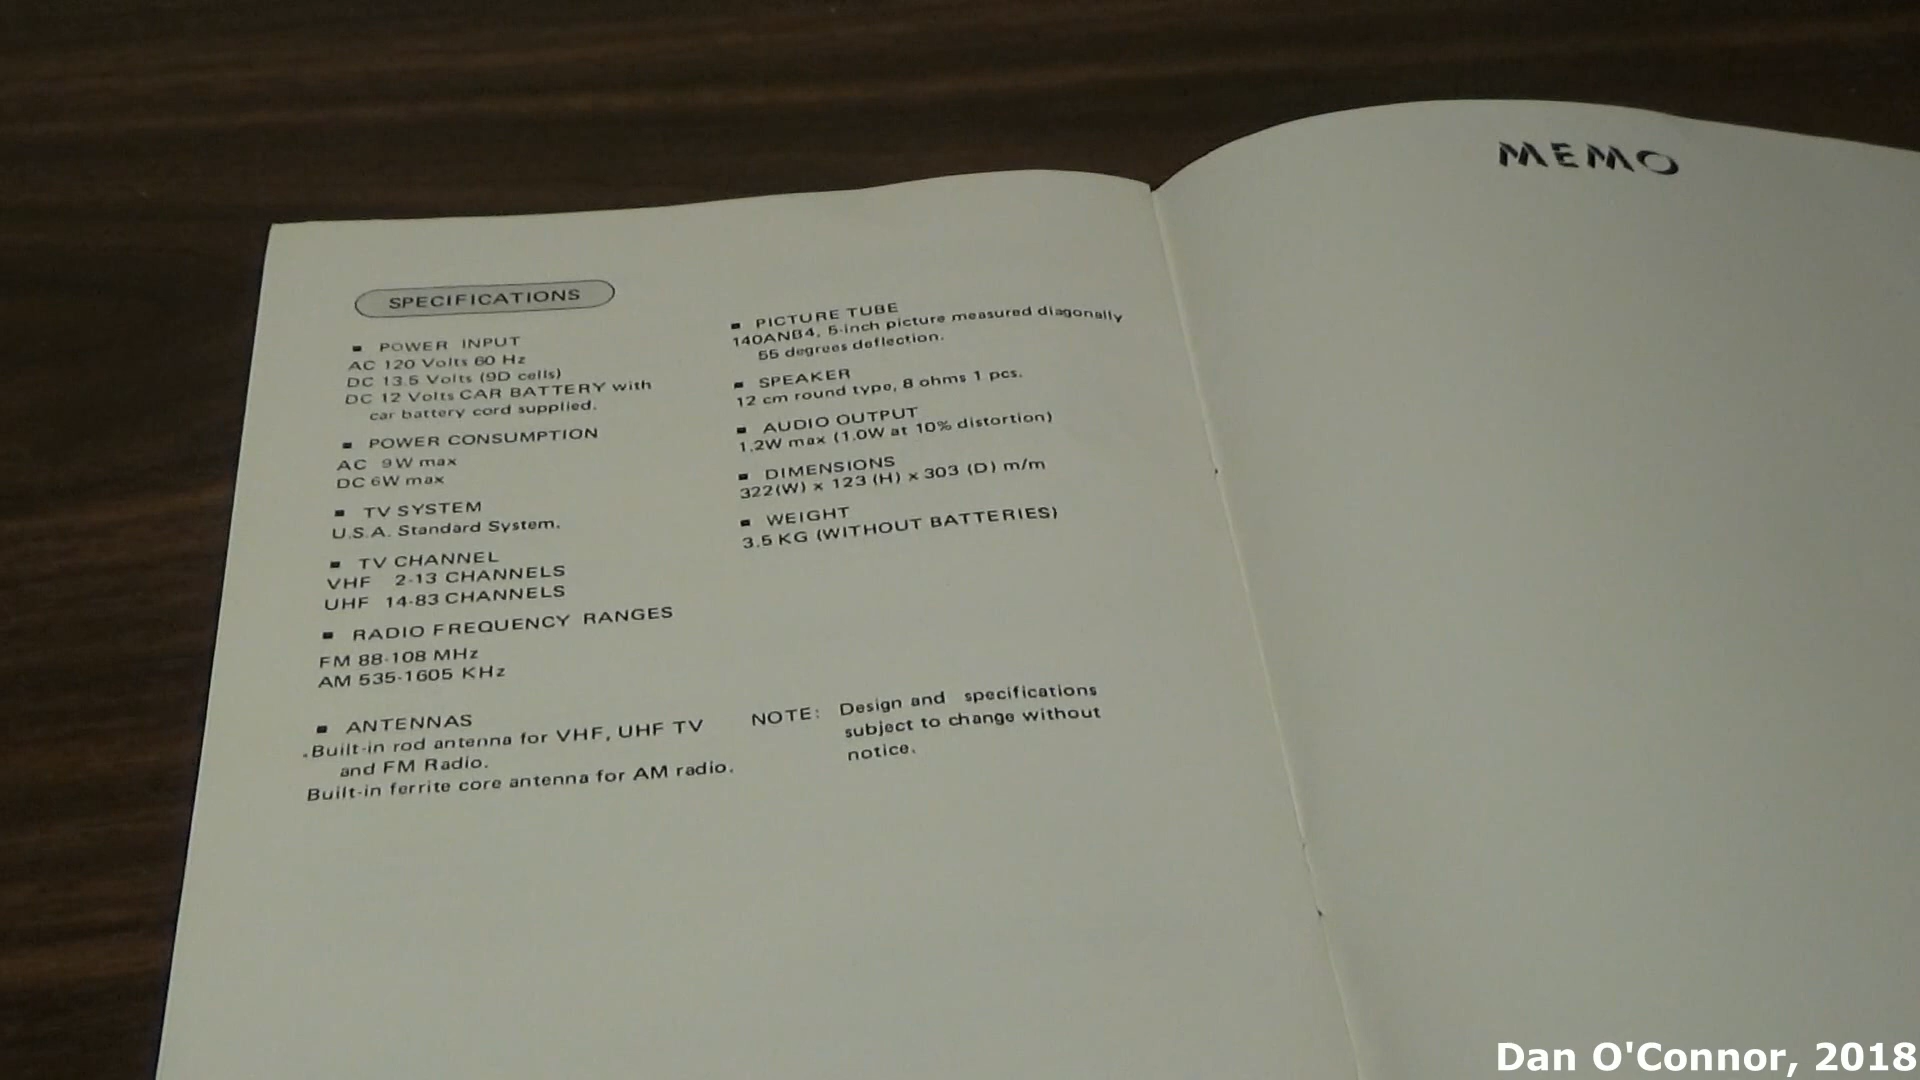 SPECIFICATIONS
▪ POWER INPUT
AC 120 Volts 60 Hz
DC 13.5 Volts (9D cells)
DC 12 Volts CAR BATTERY with
car battery cord supplied.
▪ POWER CONSUMPTION
AC 9W max
DC 6W max
▪ TV SYSTEM
U.S.A. Standard System.
▪ TV CHANNEL
VHF 2-13 CHANNELS
UHF 14-83 CHANNELS
▪ RADIO FREQUENCY RANGES
FM 88-108 MHz
AM 535-1605 KHz
▪ ANTENNAS
.Built-in rod antenna for VHF, UHF TV
and FM Radio.
Built-in ferrite core antenna for AM radio.
▪ PICTURE TUBE
140ANB4, 5-inch picture measured diagonally
55 degrees deflection.
▪ SPEAKER
12 cm round type, 8 ohms 1 pcs.
▪ AUDIO OUTPUT
1.2W max (1.0W at 10% distortion)
▪ DIMENSIONS
322(W) x 123 (H) x 303 (D) m/m
▪ WEIGHT
3.5 KG (WITHOUT BATTERIES)
NOTE: Design and specifications
subject to change without
notice.
MEMO
Dan O'Connor, 2018